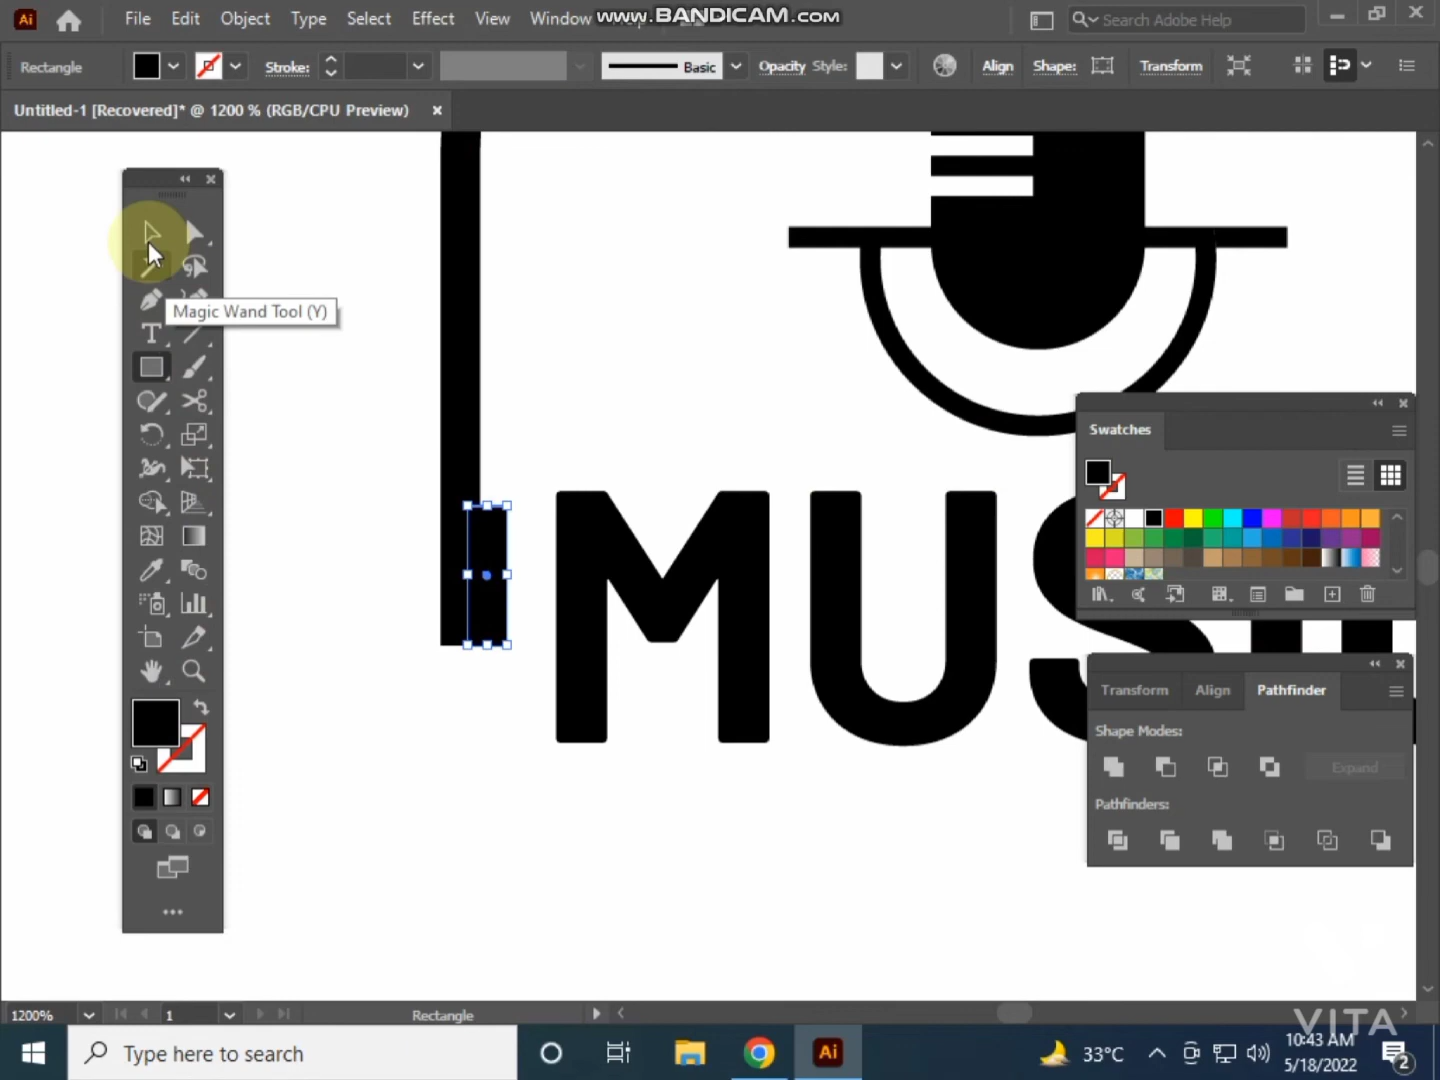 Ai File Edit Object Type Select Effect View Window www.BANDICAM.com Search Adobe Help
Rectangle Stroke: Basic Opacity Style: Align Shape: Transform
Untitled-1 [Recovered]* @ 1200 % (RGB/CPU Preview)
Magic Wand Tool (Y)
T
Swatches
MUS
Transform Align Pathfinder
Shape Modes:
Expand
Pathfinders:
1200% 1 Rectangle
VITA
Type here to search Ai 33°C 10:43 AM
5/18/2022 2